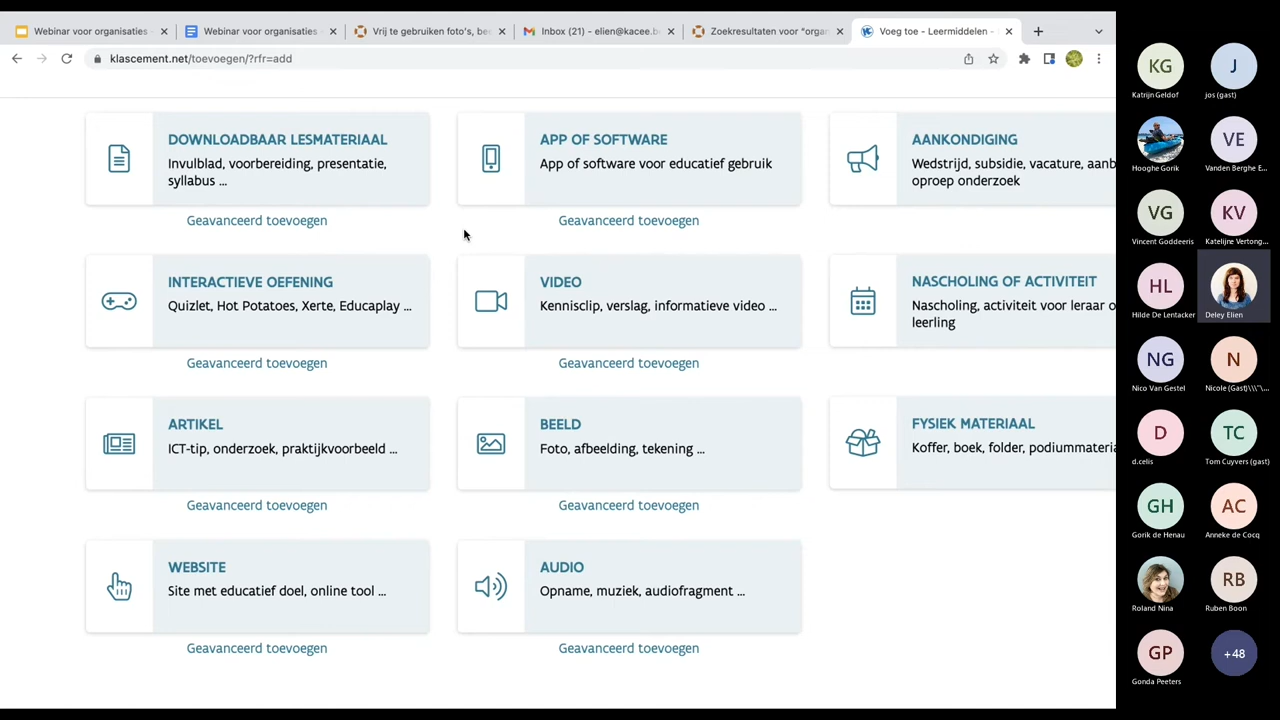 Webinar voor organisaties
Webinar voor organisaties
Vrij te gebruiken foto's, be
Inbox (21) - elien@kacee.b
Zoekresultaten voor "organ
Voeg toe - Leermiddelen -
klascement.net/toevoegen/?rfr=add
DOWNLOADBAAR LESMATERIAAL
Invulblad, voorbereiding, presentatie,
syllabus ...
Geavanceerd toevoegen
APP OF SOFTWARE
App of software voor educatief gebruik
Geavanceerd toevoegen
AANKONDIGING
Wedstrijd, subsidie, vacature, aanb
oproep onderzoek
INTERACTIEVE OEFENING
Quizlet, Hot Potatoes, Xerte, Educaplay ...
Geavanceerd toevoegen
VIDEO
Kennisclip, verslag, informatieve video ...
Geavanceerd toevoegen
NASCHOLING OF ACTIVITEIT
Nascholing, activiteit voor leraar o
leerling
ARTIKEL
ICT-tip, onderzoek, praktijkvoorbeeld ...
Geavanceerd toevoegen
BEELD
Foto, afbeelding, tekening ...
Geavanceerd toevoegen
FYSIEK MATERIAAL
Koffer, boek, folder, podiummateria
WEBSITE
Site met educatief doel, online tool ...
Geavanceerd toevoegen
AUDIO
Opname, muziek, audiofragment ...
Geavanceerd toevoegen
KG
Katrijn Geldof
J
jos (gast)
Hooghe Gorik
VE
Vanden Berghe E...
VG
Vincent Goddeeris
KV
Katelijne Vertong...
HL
Hilde De Lentacker
Deley Elien
NG
Nico Van Gestel
N
Nicole (Gast)\\\"\...
D
d.celis
TC
Tom Cuyvers (gast)
GH
Gorik de Henau
AC
Anneke de Cocq
Roland Nina
RB
Ruben Boon
GP
Gonda Peeters
+48